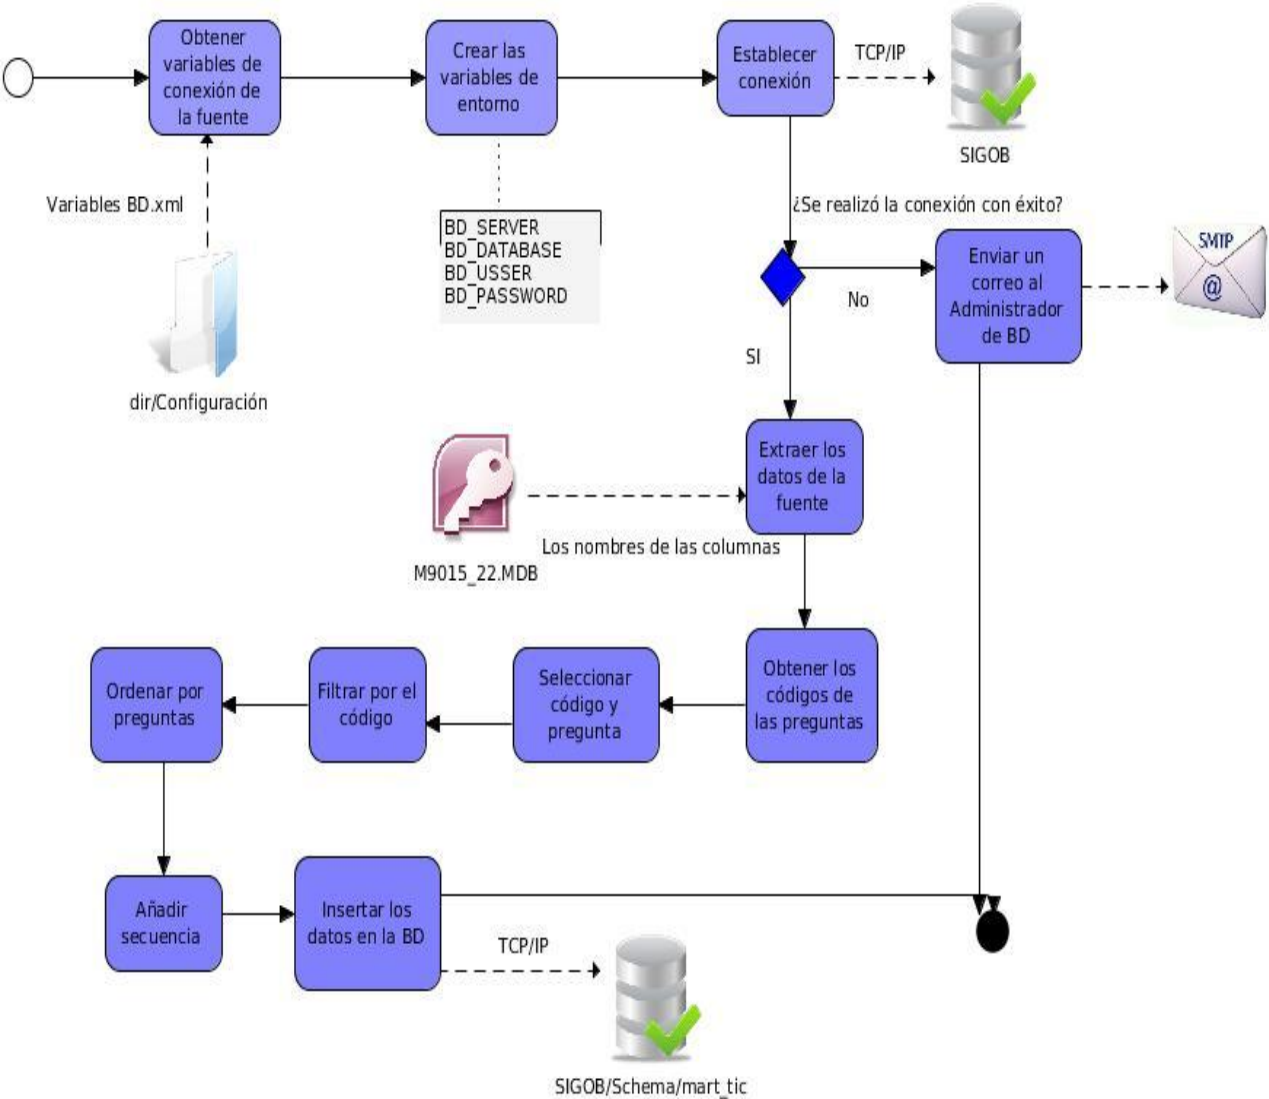 Obtener
variables de
conexión de
la fuente
Crear las
variables de
entorno
Establecer
conexión
TCP/IP
SIGOB
Variables BD.xml
dir/Configuración
BD_SERVER
BD_DATABASE
BD_USSER
BD_PASSWORD
¿Se realizó la conexión con éxito?
No
SI
Enviar un
correo al
Administrador
de BD
SMTP
@
Extraer los
datos de la
fuente
Los nombres de las columnas
M9015_22.MDB
Obtener los
códigos de
las preguntas
Seleccionar
código y
pregunta
Filtrar por el
código
Ordenar por
preguntas
Añadir
secuencia
Insertar los
datos en la BD
TCP/IP
SIGOB/Schema/mart_tic